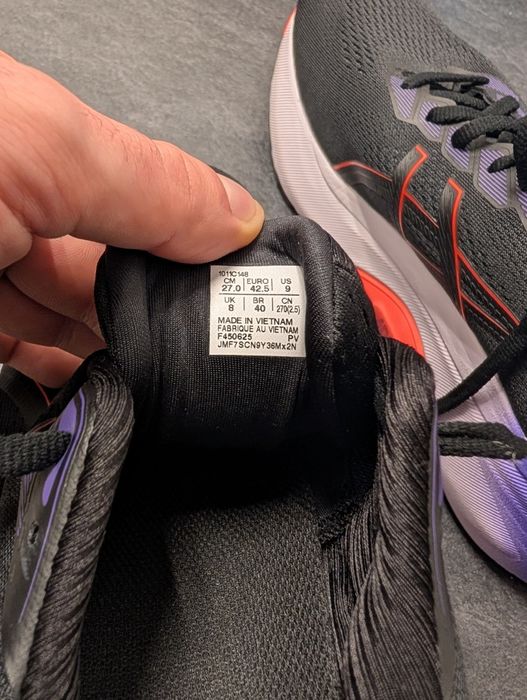 1011C148
CM EURO US
27.0 42.5 9
UK BR CN
8 40 270(2.5)
MADE IN VIETNAM
FABRIQUE AU VIETNAM
F450625 PV
JMF7SCN9Y36Mx2N